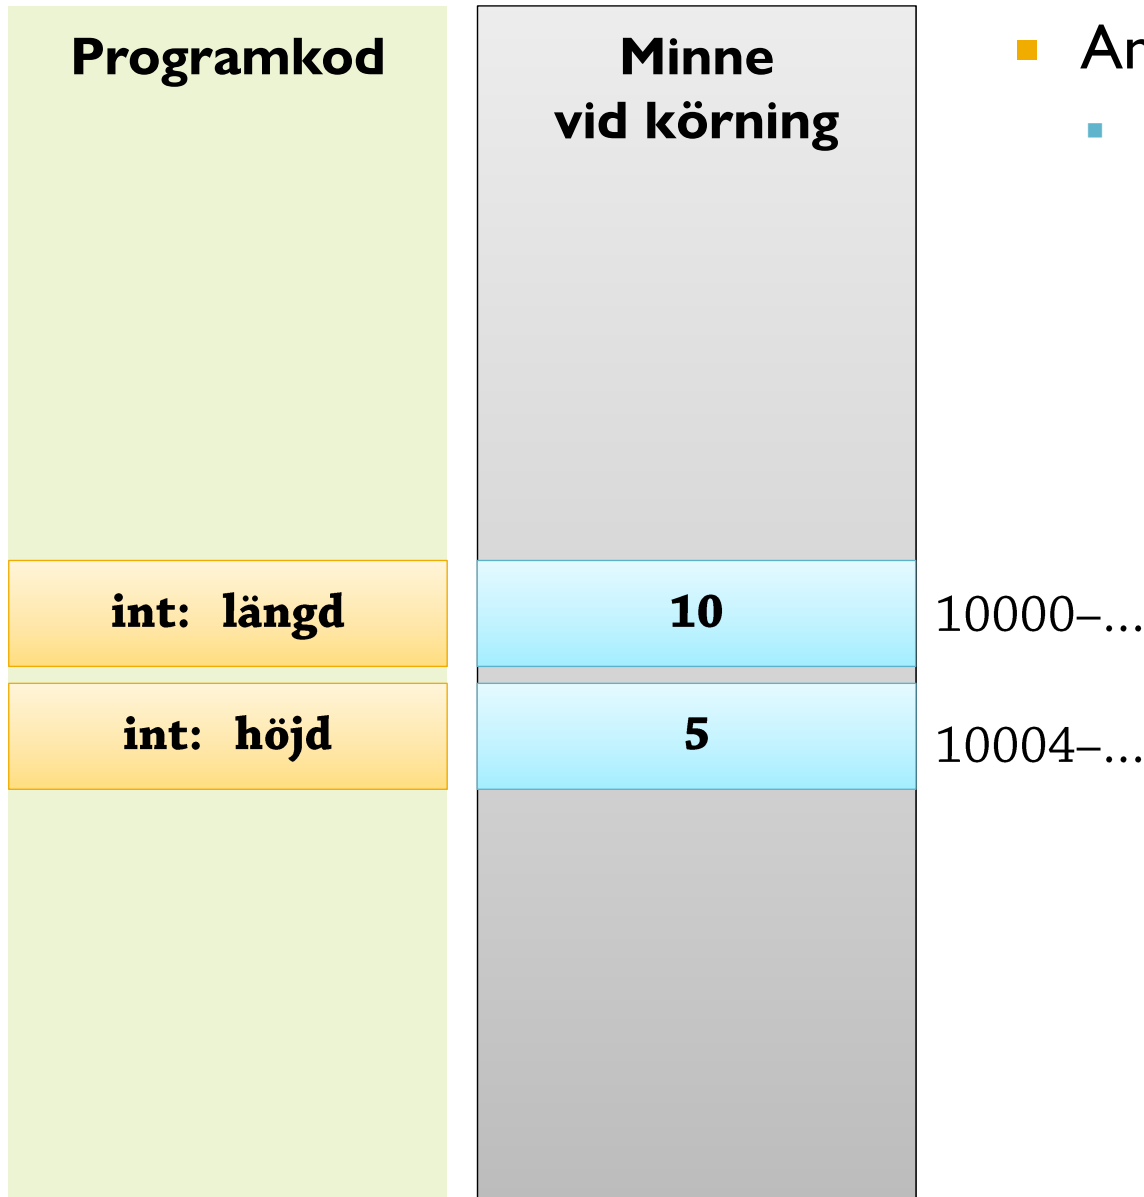 Programkod
Minne
vid körning
int: längd
10
10000–...
int: höjd
5
10004–...